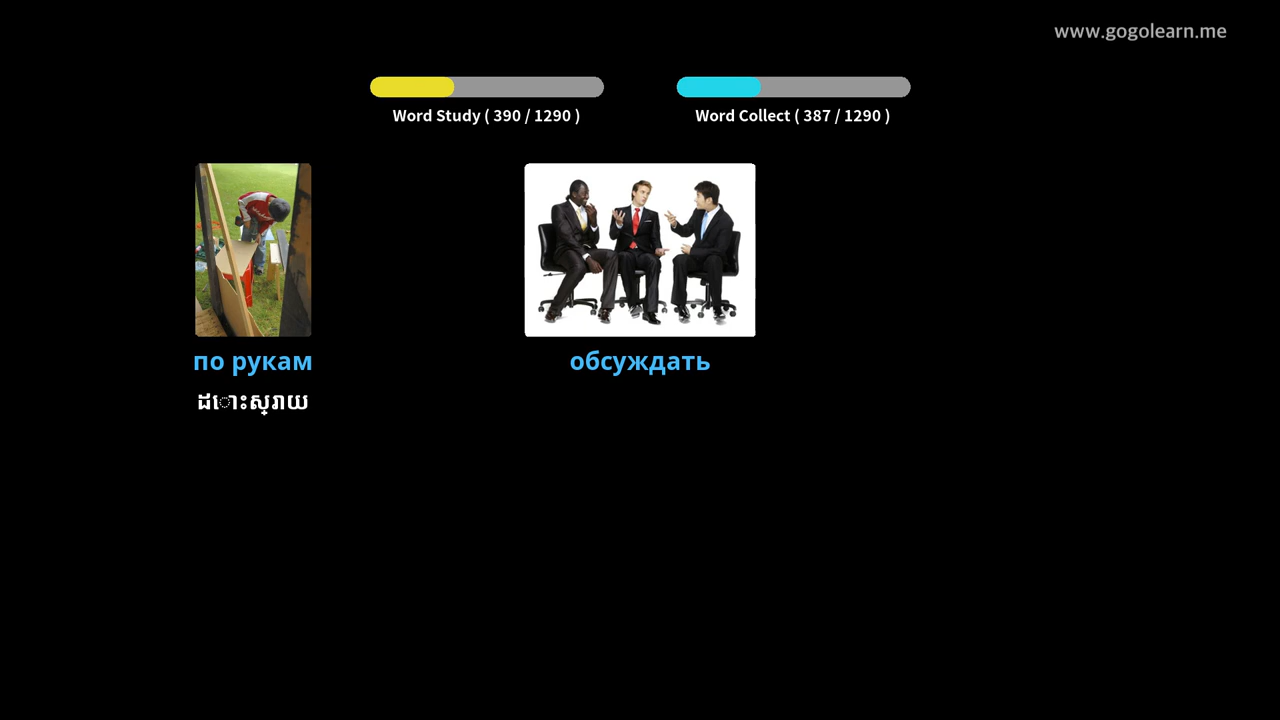 www.gogolearn.me
Word Study ( 390 / 1290 )
Word Collect ( 387 / 1290 )
по рукам
обсуждать
ដោះស្រាយ